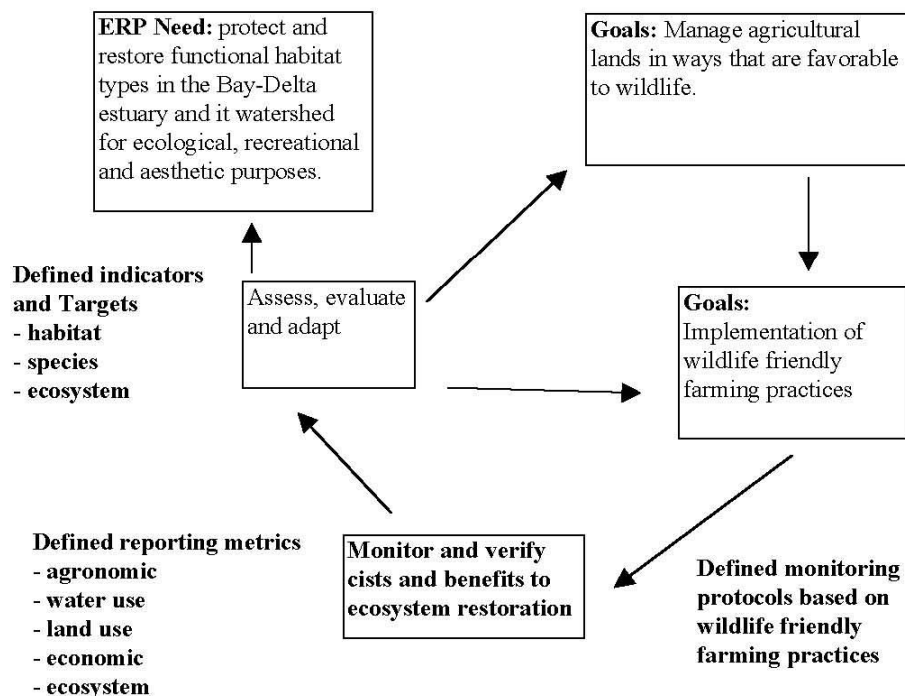 ERP Need: protect and
restore functional habitat
types in the Bay-Delta
estuary and it watershed
for ecological, recreational
and aesthetic purposes.
Goals: Manage agricultural
lands in ways that are favorable
to wildlife.
Defined indicators
and Targets
- habitat
- species
- ecosystem
Assess, evaluate
and adapt
Goals:
Implementation of
wildlife friendly
farming practices
Defined reporting metrics
- agronomic
- water use
- land use
- economic
- ecosystem
Monitor and verify
cists and benefits to
ecosystem restoration
Defined monitoring
protocols based on
wildlife friendly
farming practices